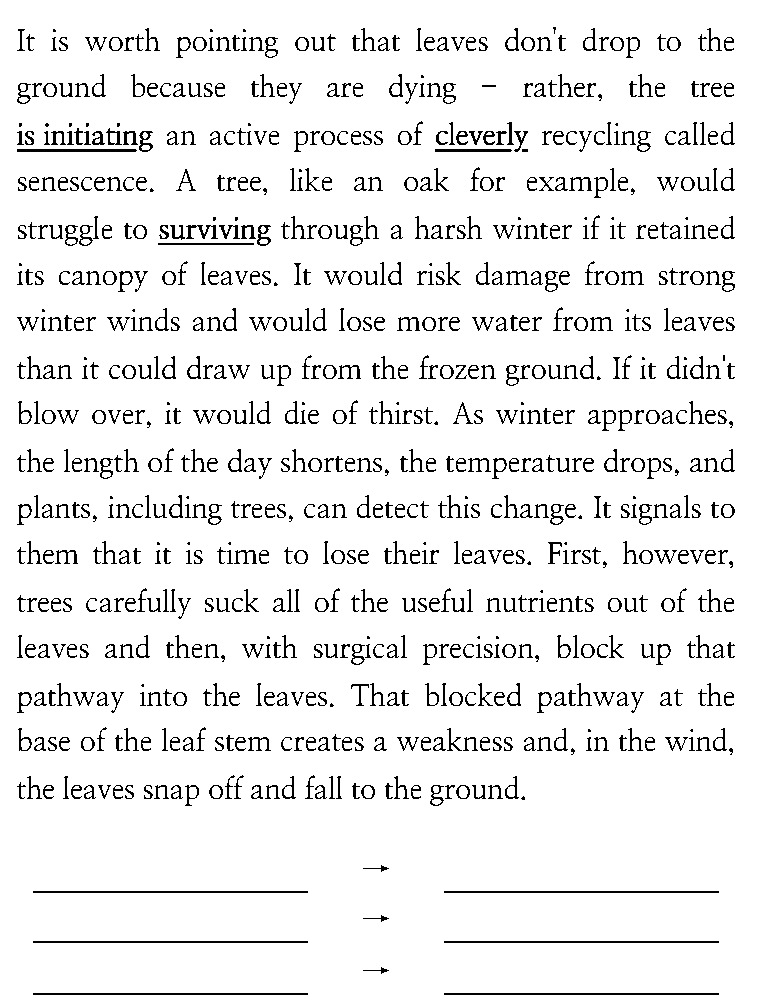 It is worth pointing out that leaves don't drop to the
ground because they are dying – rather, the tree
is initiating an active process of cleverly recycling called
senescence. A tree, like an oak for example, would
struggle to surviving through a harsh winter if it retained
its canopy of leaves. It would risk damage from strong
winter winds and would lose more water from its leaves
than it could draw up from the frozen ground. If it didn't
blow over, it would die of thirst. As winter approaches,
the length of the day shortens, the temperature drops, and
plants, including trees, can detect this change. It signals to
them that it is time to lose their leaves. First, however,
trees carefully suck all of the useful nutrients out of the
leaves and then, with surgical precision, block up that
pathway into the leaves. That blocked pathway at the
base of the leaf stem creates a weakness and, in the wind,
the leaves snap off and fall to the ground.